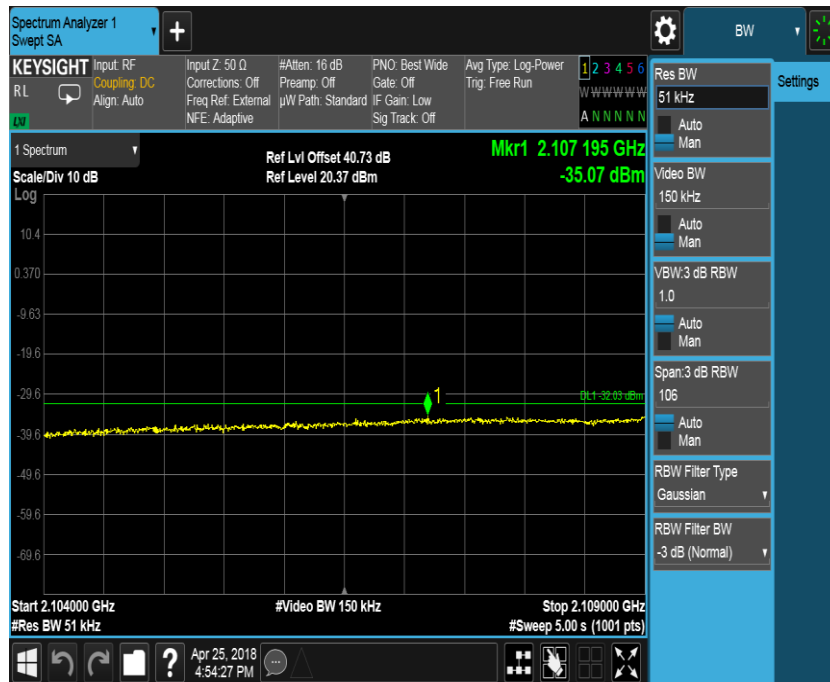 Spectrum Analyzer 1
Swept SA
+
BW
KEYSIGHT
RL
LXI
Input: RF
Coupling: DC
Align: Auto
Input Z: 50 Ω
Corrections: Off
Freq Ref: External
NFE: Adaptive
#Atten: 16 dB
Preamp: Off
µW Path: Standard
PNO: Best Wide
Gate: Off
IF Gain: Low
Sig Track: Off
Avg Type: Log-Power
Trig: Free Run
1 2 3 4 5 6
W W W W W W
A N N N N N
1 Spectrum
Scale/Div 10 dB
Log
Ref Lvl Offset 40.73 dB
Ref Level 20.37 dBm
Mkr1 2.107 195 GHz
-35.07 dBm
10.4
0.370
-9.63
-19.6
-29.6
-39.6
-49.6
-59.6
-69.6
1
DL1 -32.03 dBm
Start 2.104000 GHz
#Res BW 51 kHz
#Video BW 150 kHz
Stop 2.109000 GHz
#Sweep 5.00 s (1001 pts)
Res BW
51 kHz
Auto
Man
Video BW
150 kHz
Auto
Man
VBW:3 dB RBW
1.0
Auto
Man
Span:3 dB RBW
106
Auto
Man
RBW Filter Type
Gaussian
RBW Filter BW
-3 dB (Normal)
Settings
?
Apr 25, 2018
4:54:27 PM